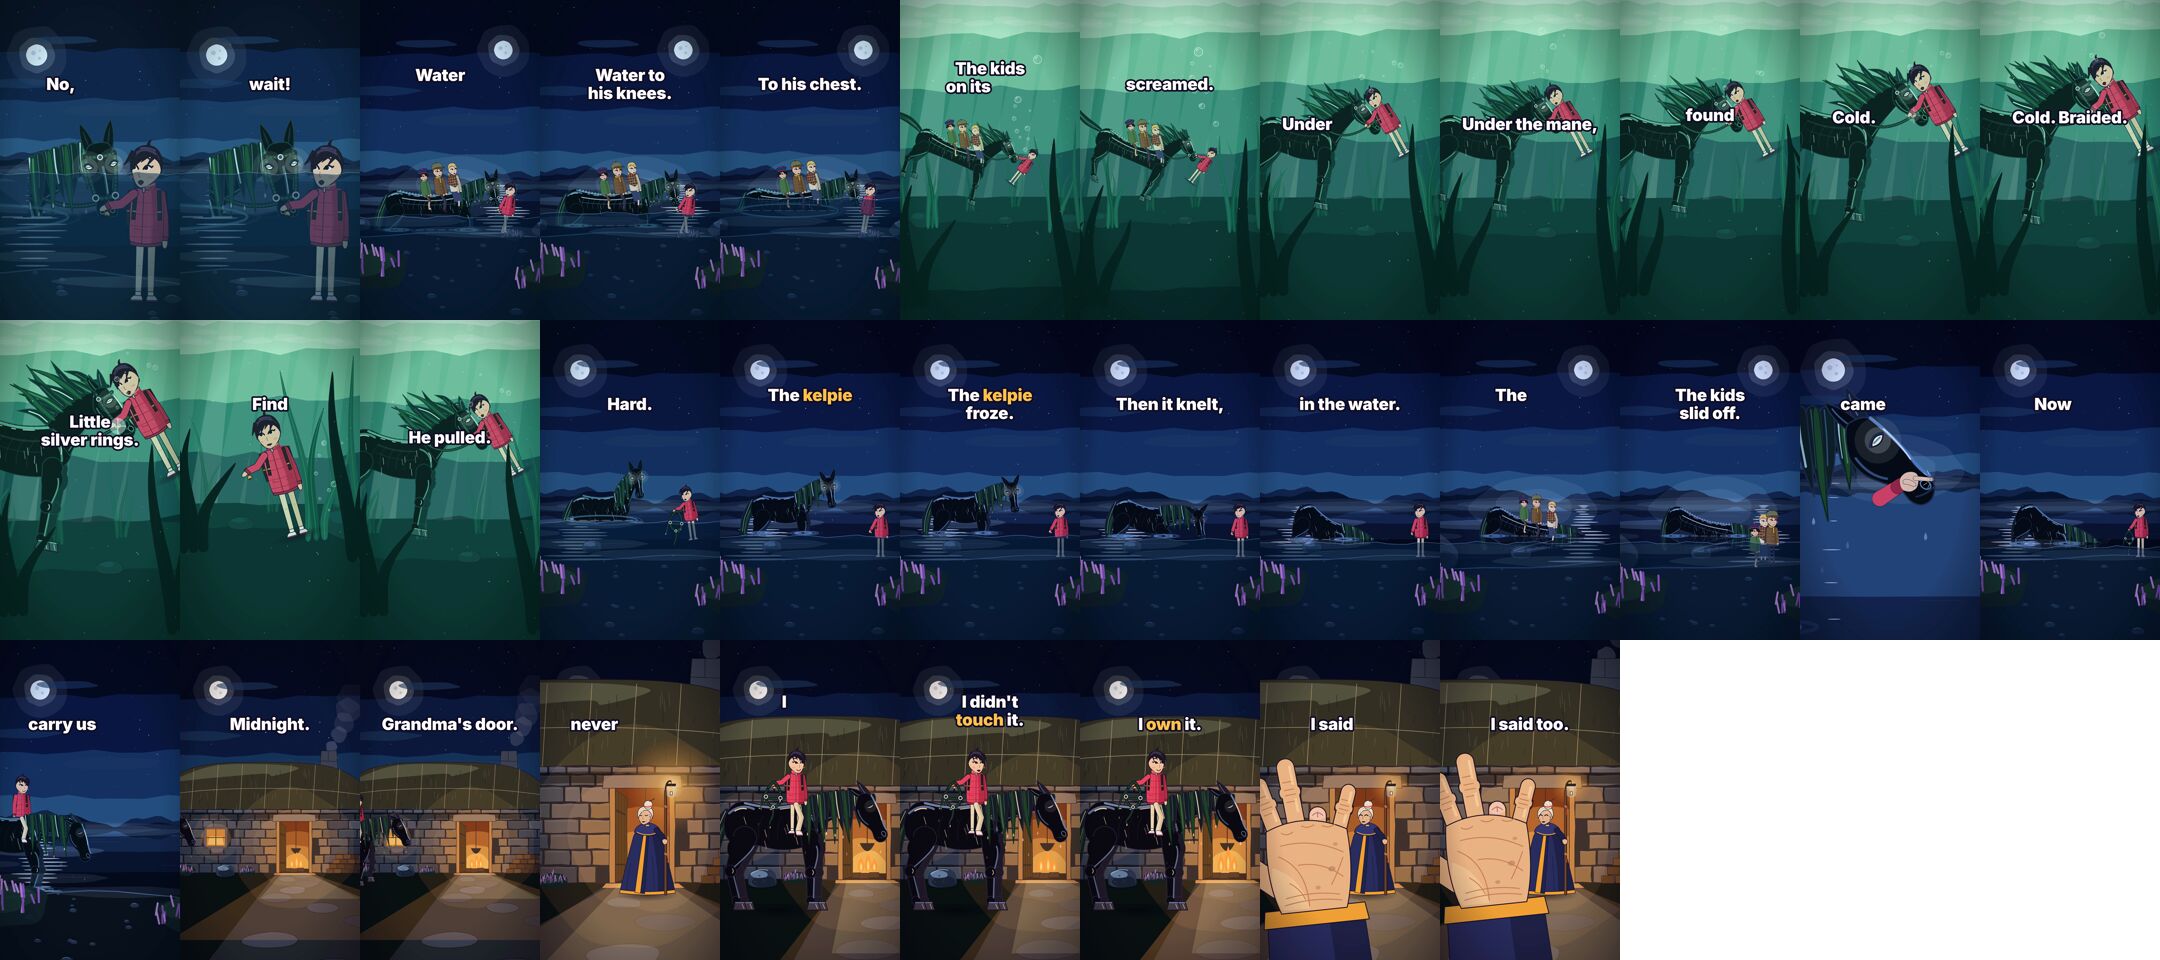 No,
wait!
Water
Water to
his knees.
To his chest.
The kids
on its
screamed.
Under
Under the mane,
found
Cold.
Cold. Braided.
Little
silver rings.
Find
He pulled.
Hard.
The kelpie
The kelpie
froze.
Then it knelt,
in the water.
The
The kids
slid off.
came
Now
carry us
Midnight.
Grandma's door.
never
I
I didn't
touch it.
I own it.
I said
I said too.